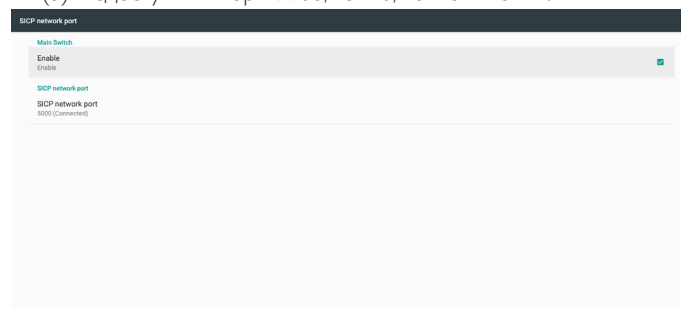 SICP network port
Main Switch
Enable
Enable
SICP network port
SICP network port
5000 (Connected)